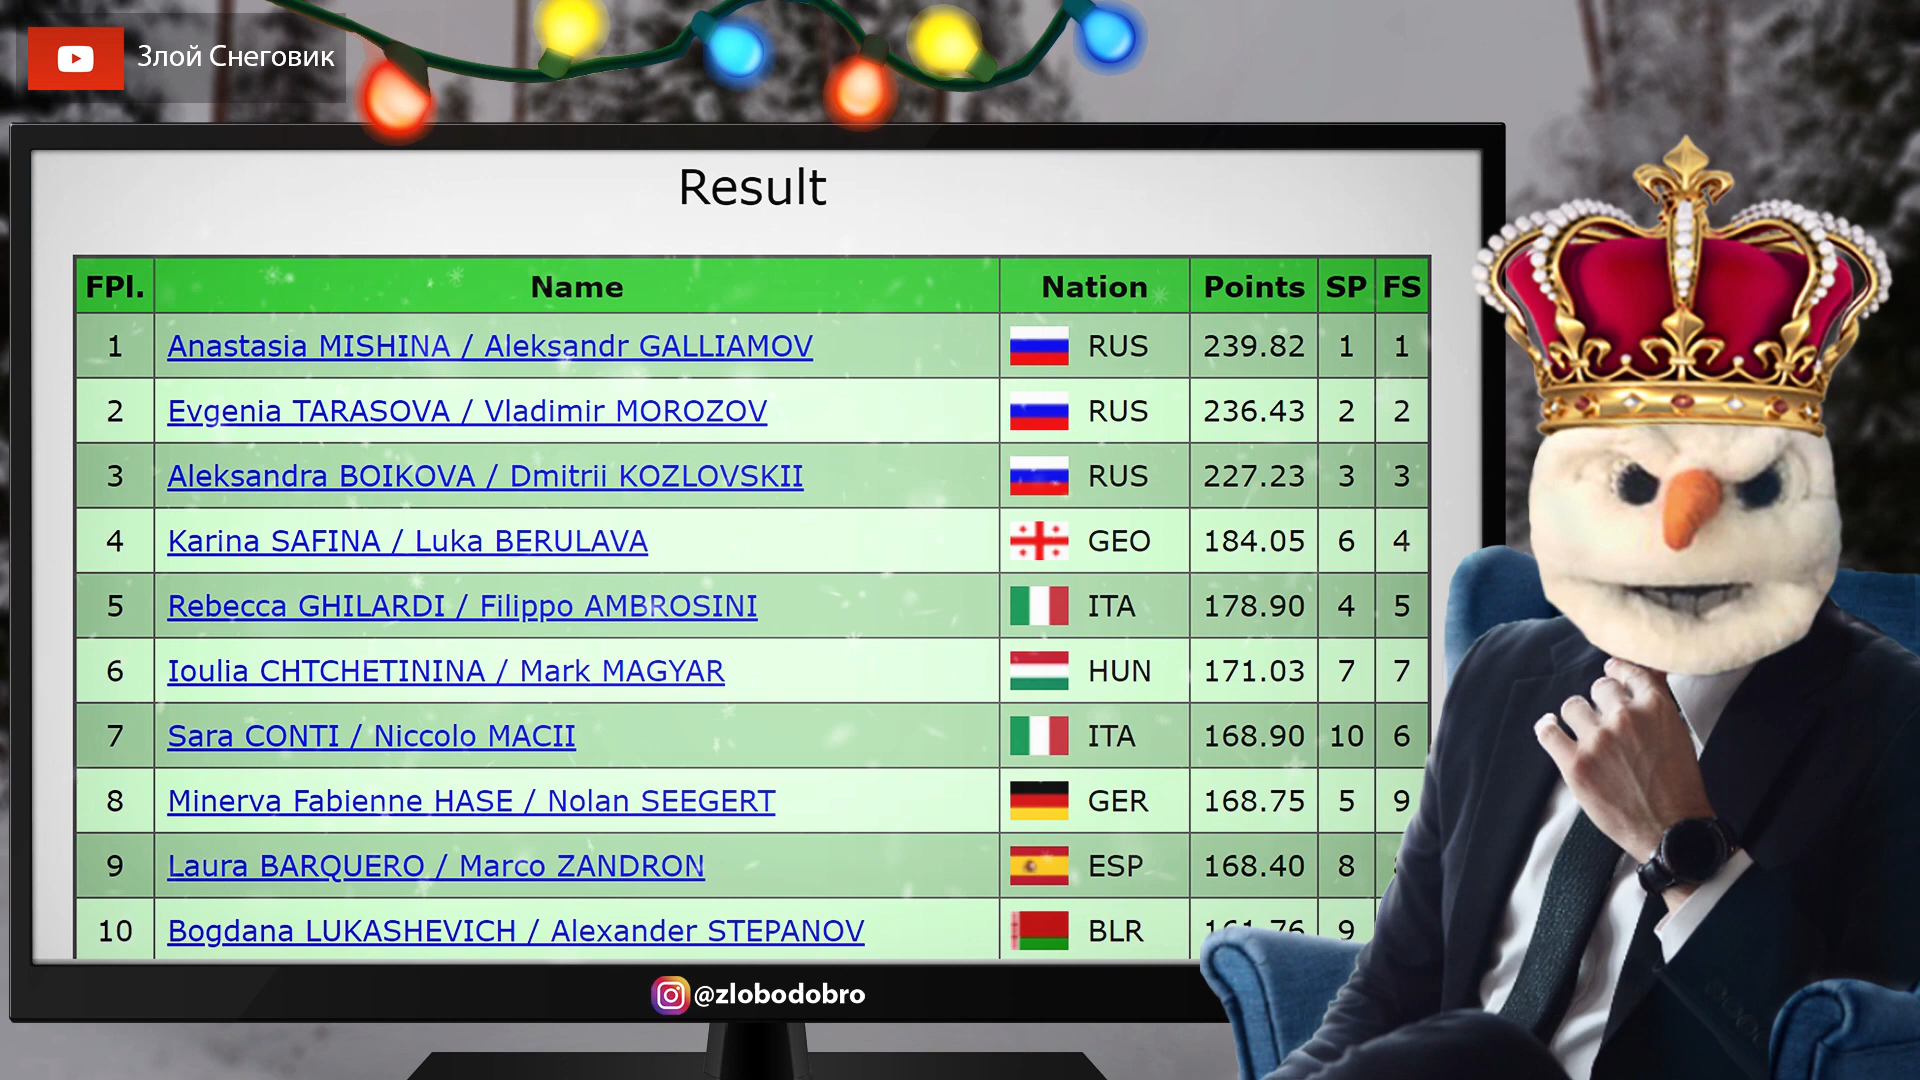 Злой Снеговик
Result
FPl. Name Nation Points SP FS
1 Anastasia MISHINA / Aleksandr GALLIAMOV RUS 239.82 1 1
2 Evgenia TARASOVA / Vladimir MOROZOV RUS 236.43 2 2
3 Aleksandra BOIKOVA / Dmitrii KOZLOVSKII RUS 227.23 3 3
4 Karina SAFINA / Luka BERULAVA GEO 184.05 6 4
5 Rebecca GHILARDI / Filippo AMBROSINI ITA 178.90 4 5
6 Ioulia CHTCHETININA / Mark MAGYAR HUN 171.03 7 7
7 Sara CONTI / Niccolo MACII ITA 168.90 10 6
8 Minerva Fabienne HASE / Nolan SEEGERT GER 168.75 5 9
9 Laura BARQUERO / Marco ZANDRON ESP 168.40 8
10 Bogdana LUKASHEVICH / Alexander STEPANOV BLR 161.76 9
@zlobodobro